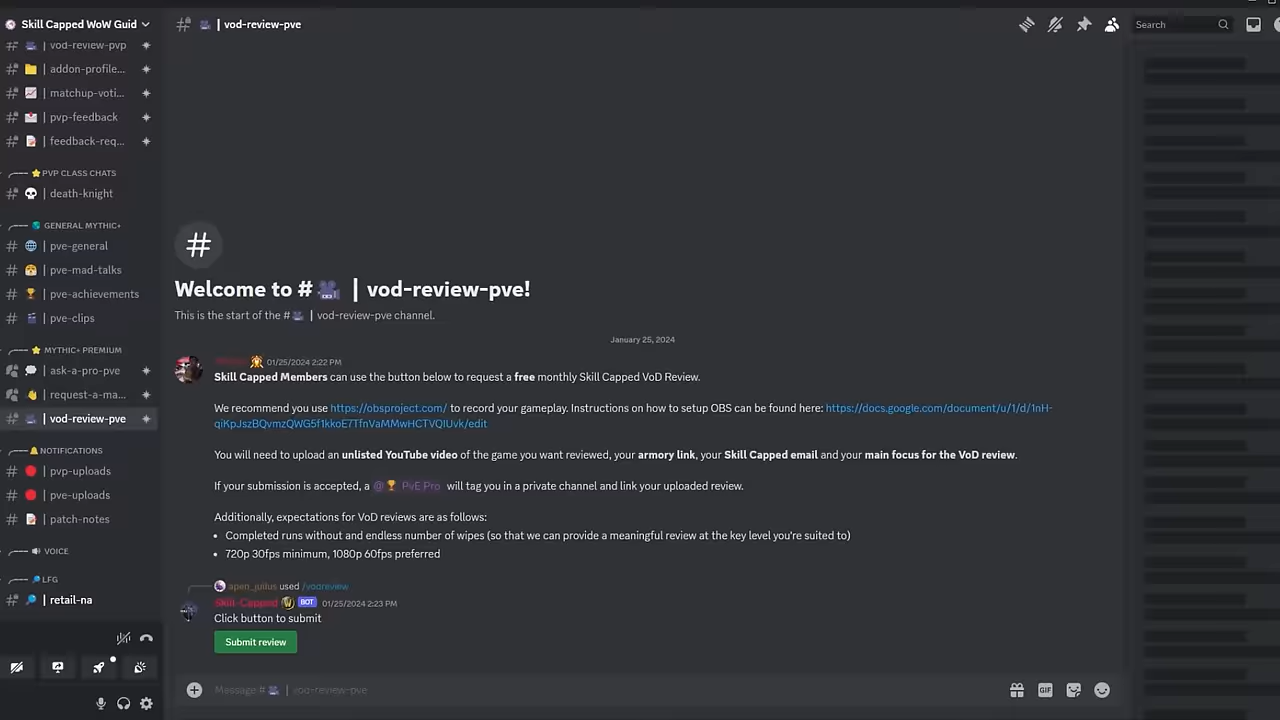 Skill Capped WoW Guid
| vod-review-pve
Search
| vod-review-pvp
| addon-profile...
| matchup-voti...
| pvp-feedback
| feedback-req...
PVP CLASS CHATS
| death-knight
GENERAL MYTHIC+
| pve-general
| pve-mad-talks
| pve-achievements
| pve-clips
MYTHIC+ PREMIUM
| ask-a-pro-pve
| request-a-ma...
| vod-review-pve
NOTIFICATIONS
| pvp-uploads
| pve-uploads
| patch-notes
VOICE
LFG
| retail-na
Welcome to # | vod-review-pve!
This is the start of the # | vod-review-pve channel.
January 25, 2024
01/25/2024 2:22 PM
Skill Capped Members can use the button below to request a free monthly Skill Capped VoD Review.
We recommend you use https://obsproject.com/ to record your gameplay. Instructions on how to setup OBS can be found here: https://docs.google.com/document/u/1/d/1nH-
qiKpJszBQvmzQWG5f1kkoE7TfnVaMMwHCTVQIUvk/edit
You will need to upload an unlisted YouTube video of the game you want reviewed, your armory link, your Skill Capped email and your main focus for the VoD review.
If your submission is accepted, a @ PvE Pro will tag you in a private channel and link your uploaded review.
Additionally, expectations for VoD reviews are as follows:
• Completed runs without and endless number of wipes (so that we can provide a meaningful review at the key level you're suited to)
• 720p 30fps minimum, 1080p 60fps preferred
used /vodreview
Skill Capped BOT 01/25/2024 2:23 PM
Click button to submit
Submit review
Message # | vod-review-pve
GIF